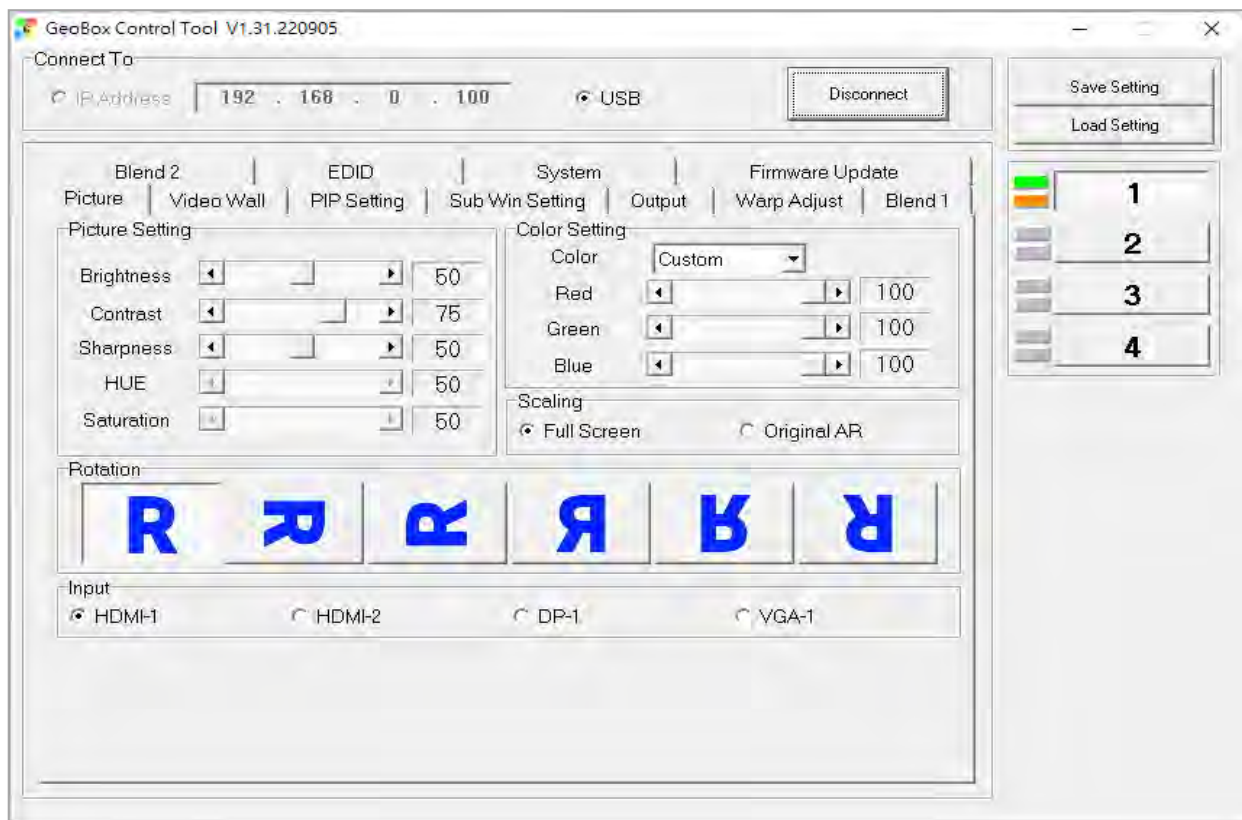 GeoBox Control Tool V1.31.220905
Connect To
IP Address 192 . 168 . 0 . 100 USB Disconnect
Save Setting
Load Setting
Blend 2 EDID System Firmware Update
Picture Video Wall PIP Setting Sub Win Setting Output Warp Adjust Blend 1
Picture Setting
Brightness 50
Contrast 75
Sharpness 50
HUE 50
Saturation 50
Color Setting
Color Custom
Red 100
Green 100
Blue 100
Scaling
Full Screen Original AR
Rotation
R R R R R R
Input
HDMI-1 HDMI-2 DP-1 VGA-1
1
2
3
4